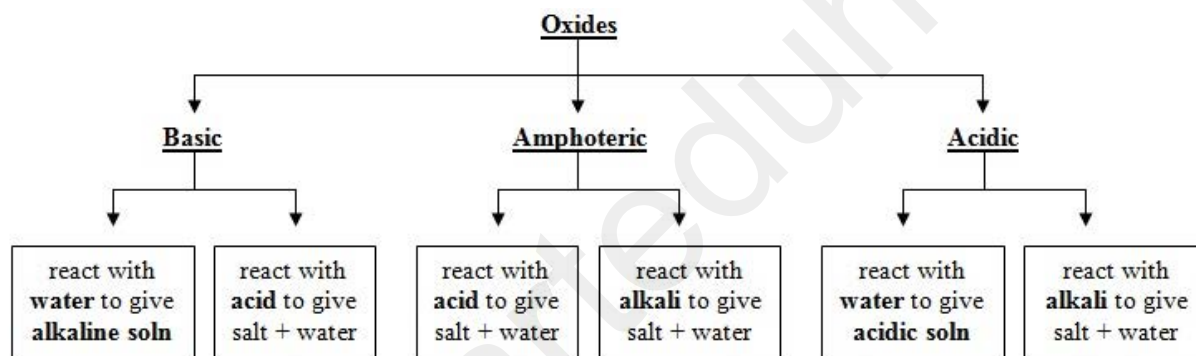 Oxides
Basic
Amphoteric
Acidic
react with
water to give
alkaline soln
react with
acid to give
salt + water
react with
acid to give
salt + water
react with
alkali to give
salt + water
react with
water to give
acidic soln
react with
alkali to give
salt + water